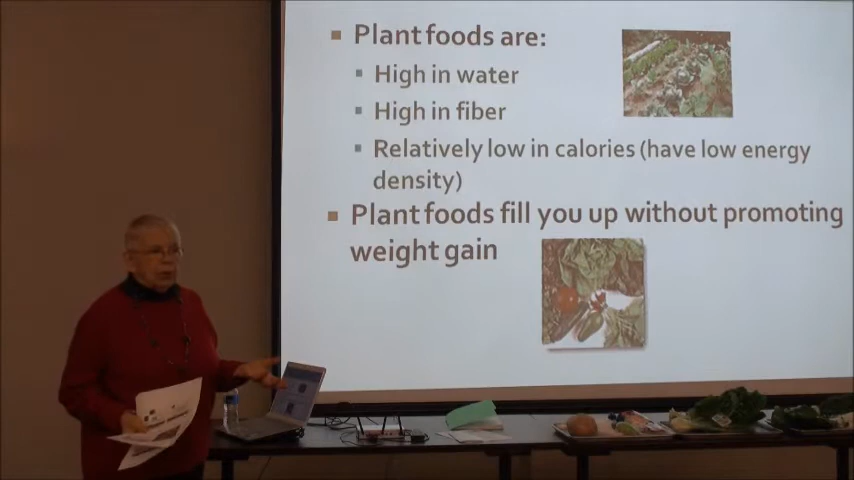 Plant foods are:
High in water
High in fiber
Relatively low in calories (have low energy
density)
Plant foods fill you up without promoting
weight gain